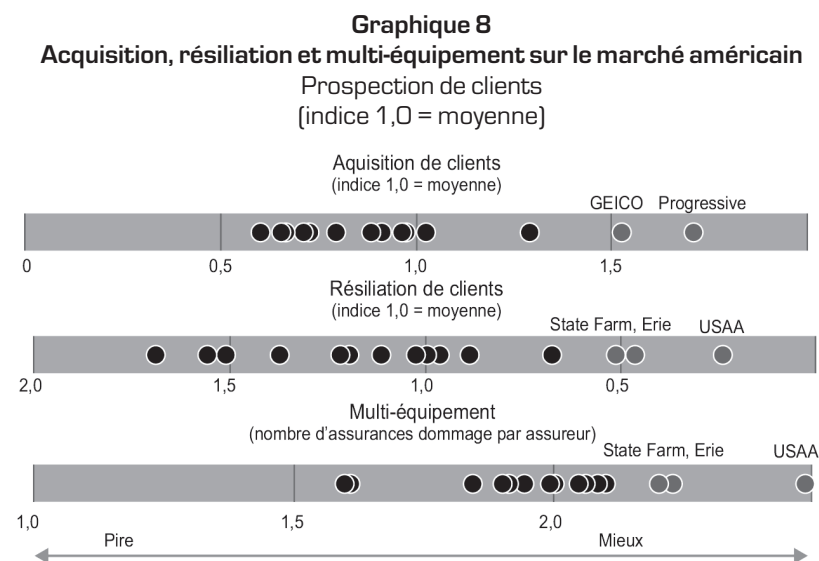 Graphique 8
Acquisition, résiliation et multi-équipement sur le marché américain
Prospection de clients
(indice 1,0 = moyenne)
Aquisition de clients
(indice 1,0 = moyenne)
GEICO Progressive
0 0,5 1,0 1,5
Résiliation de clients
(indice 1,0 = moyenne)
State Farm, Erie USAA
2,0 1,5 1,0 0,5
Multi-équipement
(nombre d'assurances dommage par assureur)
State Farm, Erie USAA
1,0 1,5 2,0
Pire Mieux